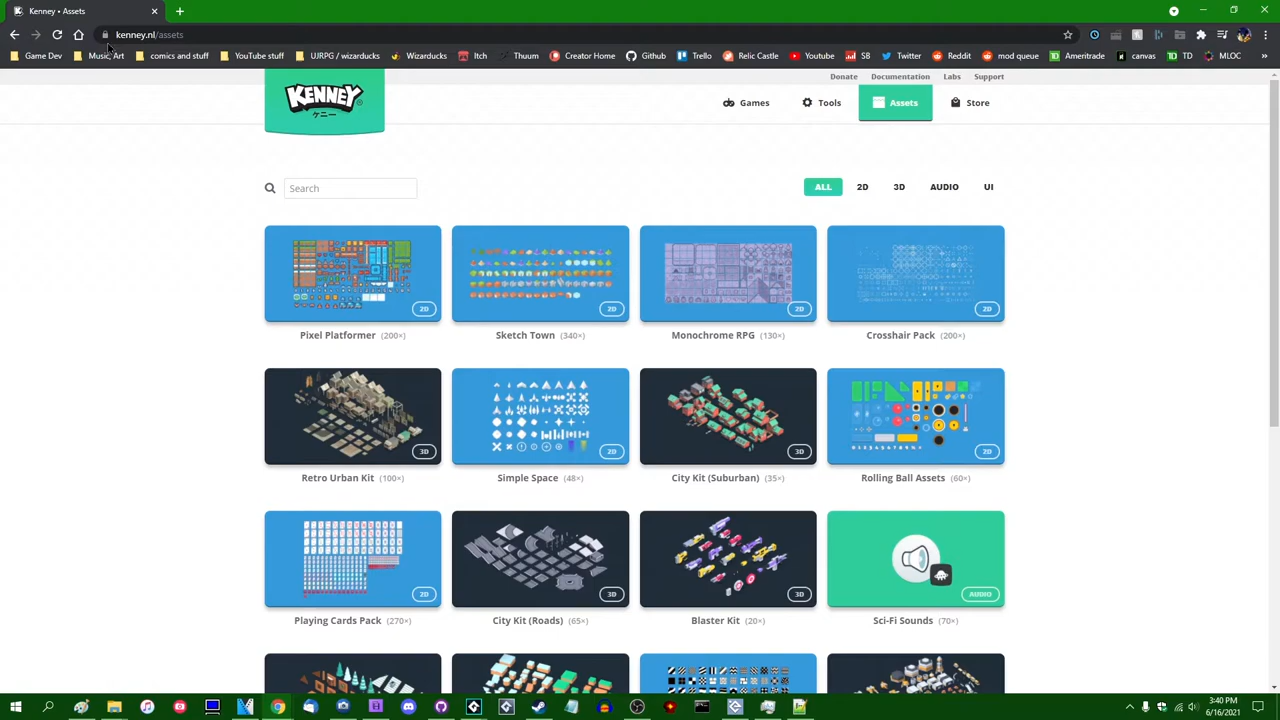 Kenney • Assets
kenney.nl/assets
Game Dev Music, Art comics and stuff YouTube stuff UJRPG / wizarducks Wizarducks Itch Thuum Creator Home Github Trello Relic Castle Youtube SB Twitter Reddit mod queue Ameritrade canvas TD MLOC
Donate Documentation Labs Support
KENNEY
ケニー
Games Tools Assets Store
Search
ALL 2D 3D AUDIO UI
2D 2D 2D 2D
Pixel Platformer (200×) Sketch Town (340×) Monochrome RPG (130×) Crosshair Pack (200×)
3D 2D 3D 2D
Retro Urban Kit (100×) Simple Space (48×) City Kit (Suburban) (35×) Rolling Ball Assets (60×)
2D 3D 3D AUDIO
Playing Cards Pack (270×) City Kit (Roads) (65×) Blaster Kit (20×) Sci-Fi Sounds (70×)
3:40 PM
6/16/2021